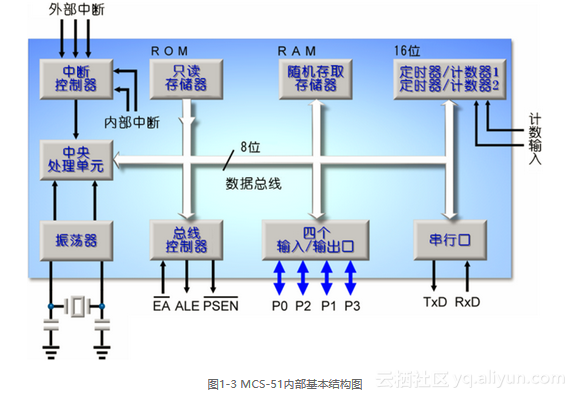 外部中断
ROM
RAM
16位
中断
控制器
只读
存储器
随机存取
存储器
定时器/计数器1
定时器/计数器2
内部中断
计数输入
中央
处理单元
8位
数据总线
振荡器
总线
控制器
四个
输入/输出口
串行口
EA ALE PSEN
P0 P2 P1 P3
TxD RxD
图1-3 MCS-51内部基本结构图
云栖社区 yq.aliyun.com